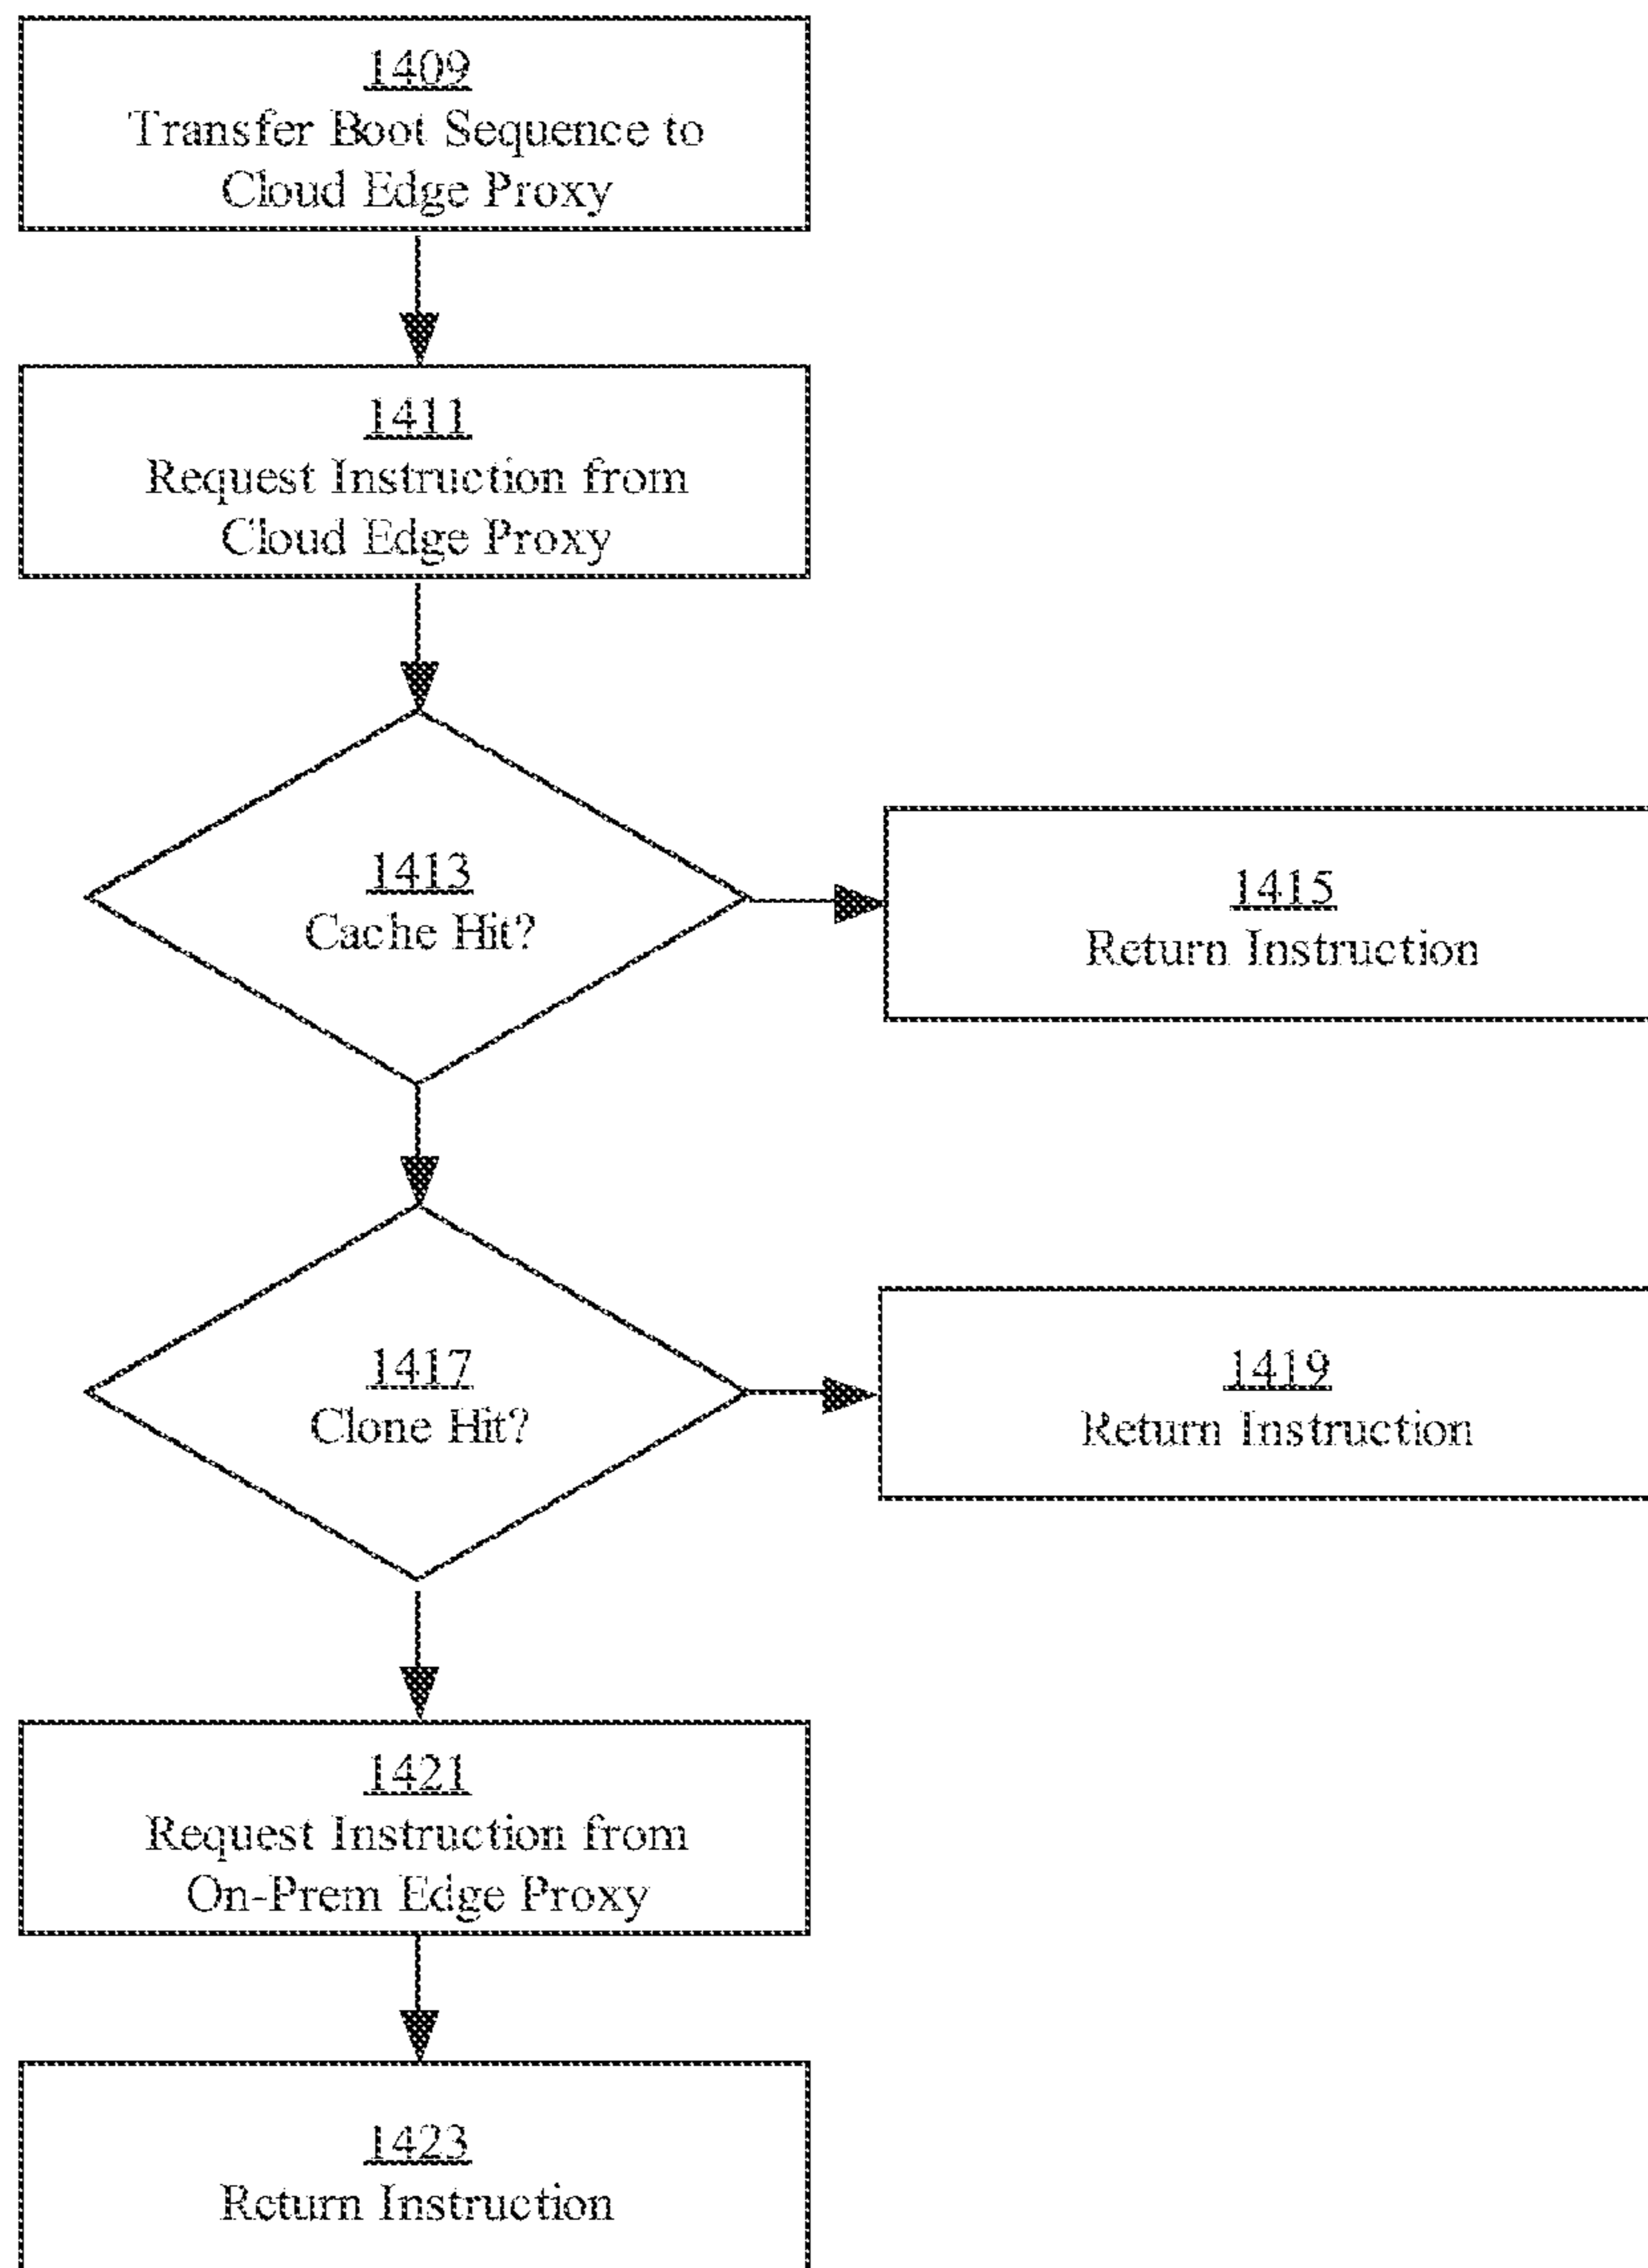 1409
Transfer Boot Sequence to
Cloud Edge Proxy
1411
Request Instruction from
Cloud Edge Proxy
1413
Cache Hit?
1415
Return Instruction
1417
Clone Hit?
1419
Return Instruction
1421
Request Instruction from
On-Prem Edge Proxy
1423
Return Instruction